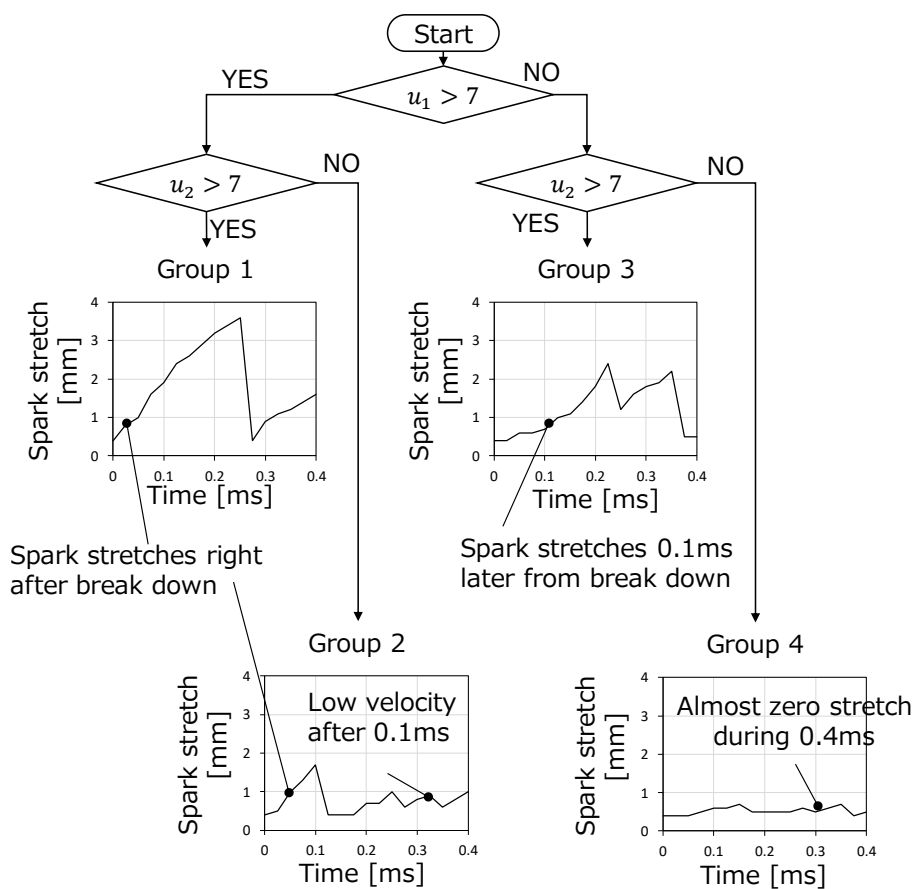 Start
YES
NO
u₁ > 7
u₂ > 7
NO
YES
u₂ > 7
NO
YES
Group 1
Spark stretch
[mm]
4
3
2
1
0
0 0.1 0.2 0.3 0.4
Time [ms]
Group 3
Spark stretch
[mm]
4
3
2
1
0
0 0.1 0.2 0.3 0.4
Time [ms]
Spark stretches right
after break down
Spark stretches 0.1ms
later from break down
Group 2
Spark stretch
[mm]
4
3
2
1
0
Low velocity
after 0.1ms
0 0.1 0.2 0.3 0.4
Time [ms]
Group 4
Spark stretch
[mm]
4
3
2
1
0
Almost zero stretch
during 0.4ms
0 0.1 0.2 0.3 0.4
Time [ms]